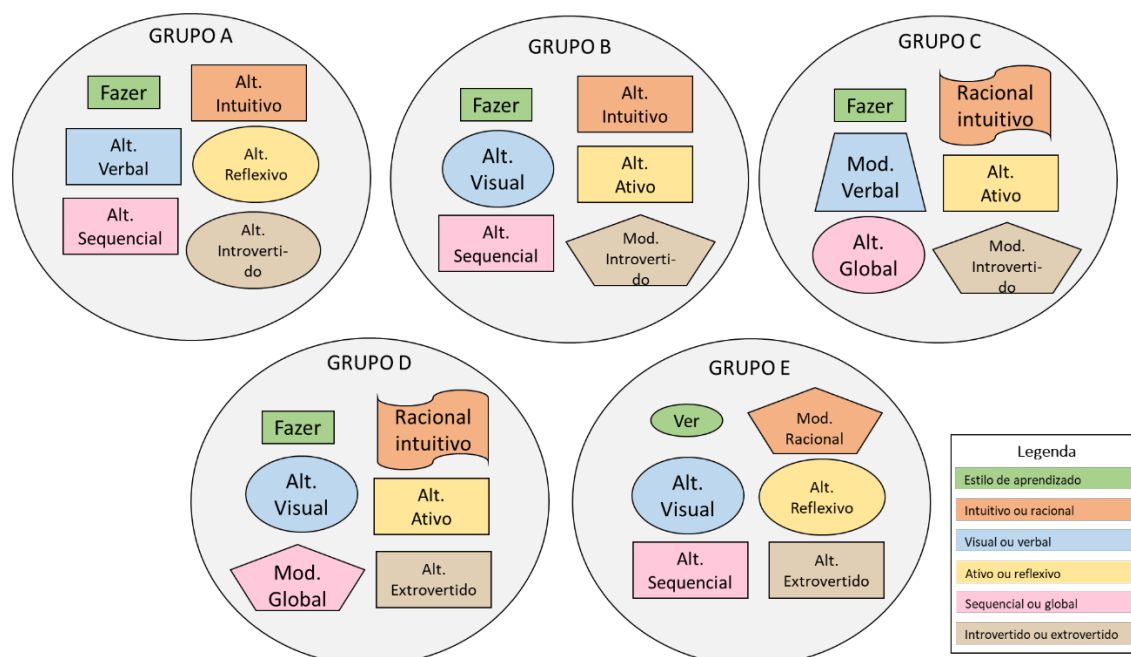 GRUPO A
Fazer
Alt.
Intuitivo
Alt.
Verbal
Alt.
Reflexivo
Alt.
Sequencial
Alt.
Introverti-
do
GRUPO B
Fazer
Alt.
Intuitivo
Alt.
Visual
Alt.
Ativo
Alt.
Sequencial
Mod.
Introverti-
do
GRUPO C
Fazer
Racional
intuitivo
Mod.
Verbal
Alt.
Ativo
Alt.
Global
Mod.
Introverti-
do
GRUPO D
Fazer
Racional
intuitivo
Alt.
Visual
Alt.
Ativo
Mod.
Global
Alt.
Extrovertido
GRUPO E
Ver
Mod.
Racional
Alt.
Visual
Alt.
Reflexivo
Alt.
Sequencial
Alt.
Extrovertido
Legenda
Estilo de aprendizado
Intuitivo ou racional
Visual ou verbal
Ativo ou reflexivo
Sequencial ou global
Introvertido ou extrovertido